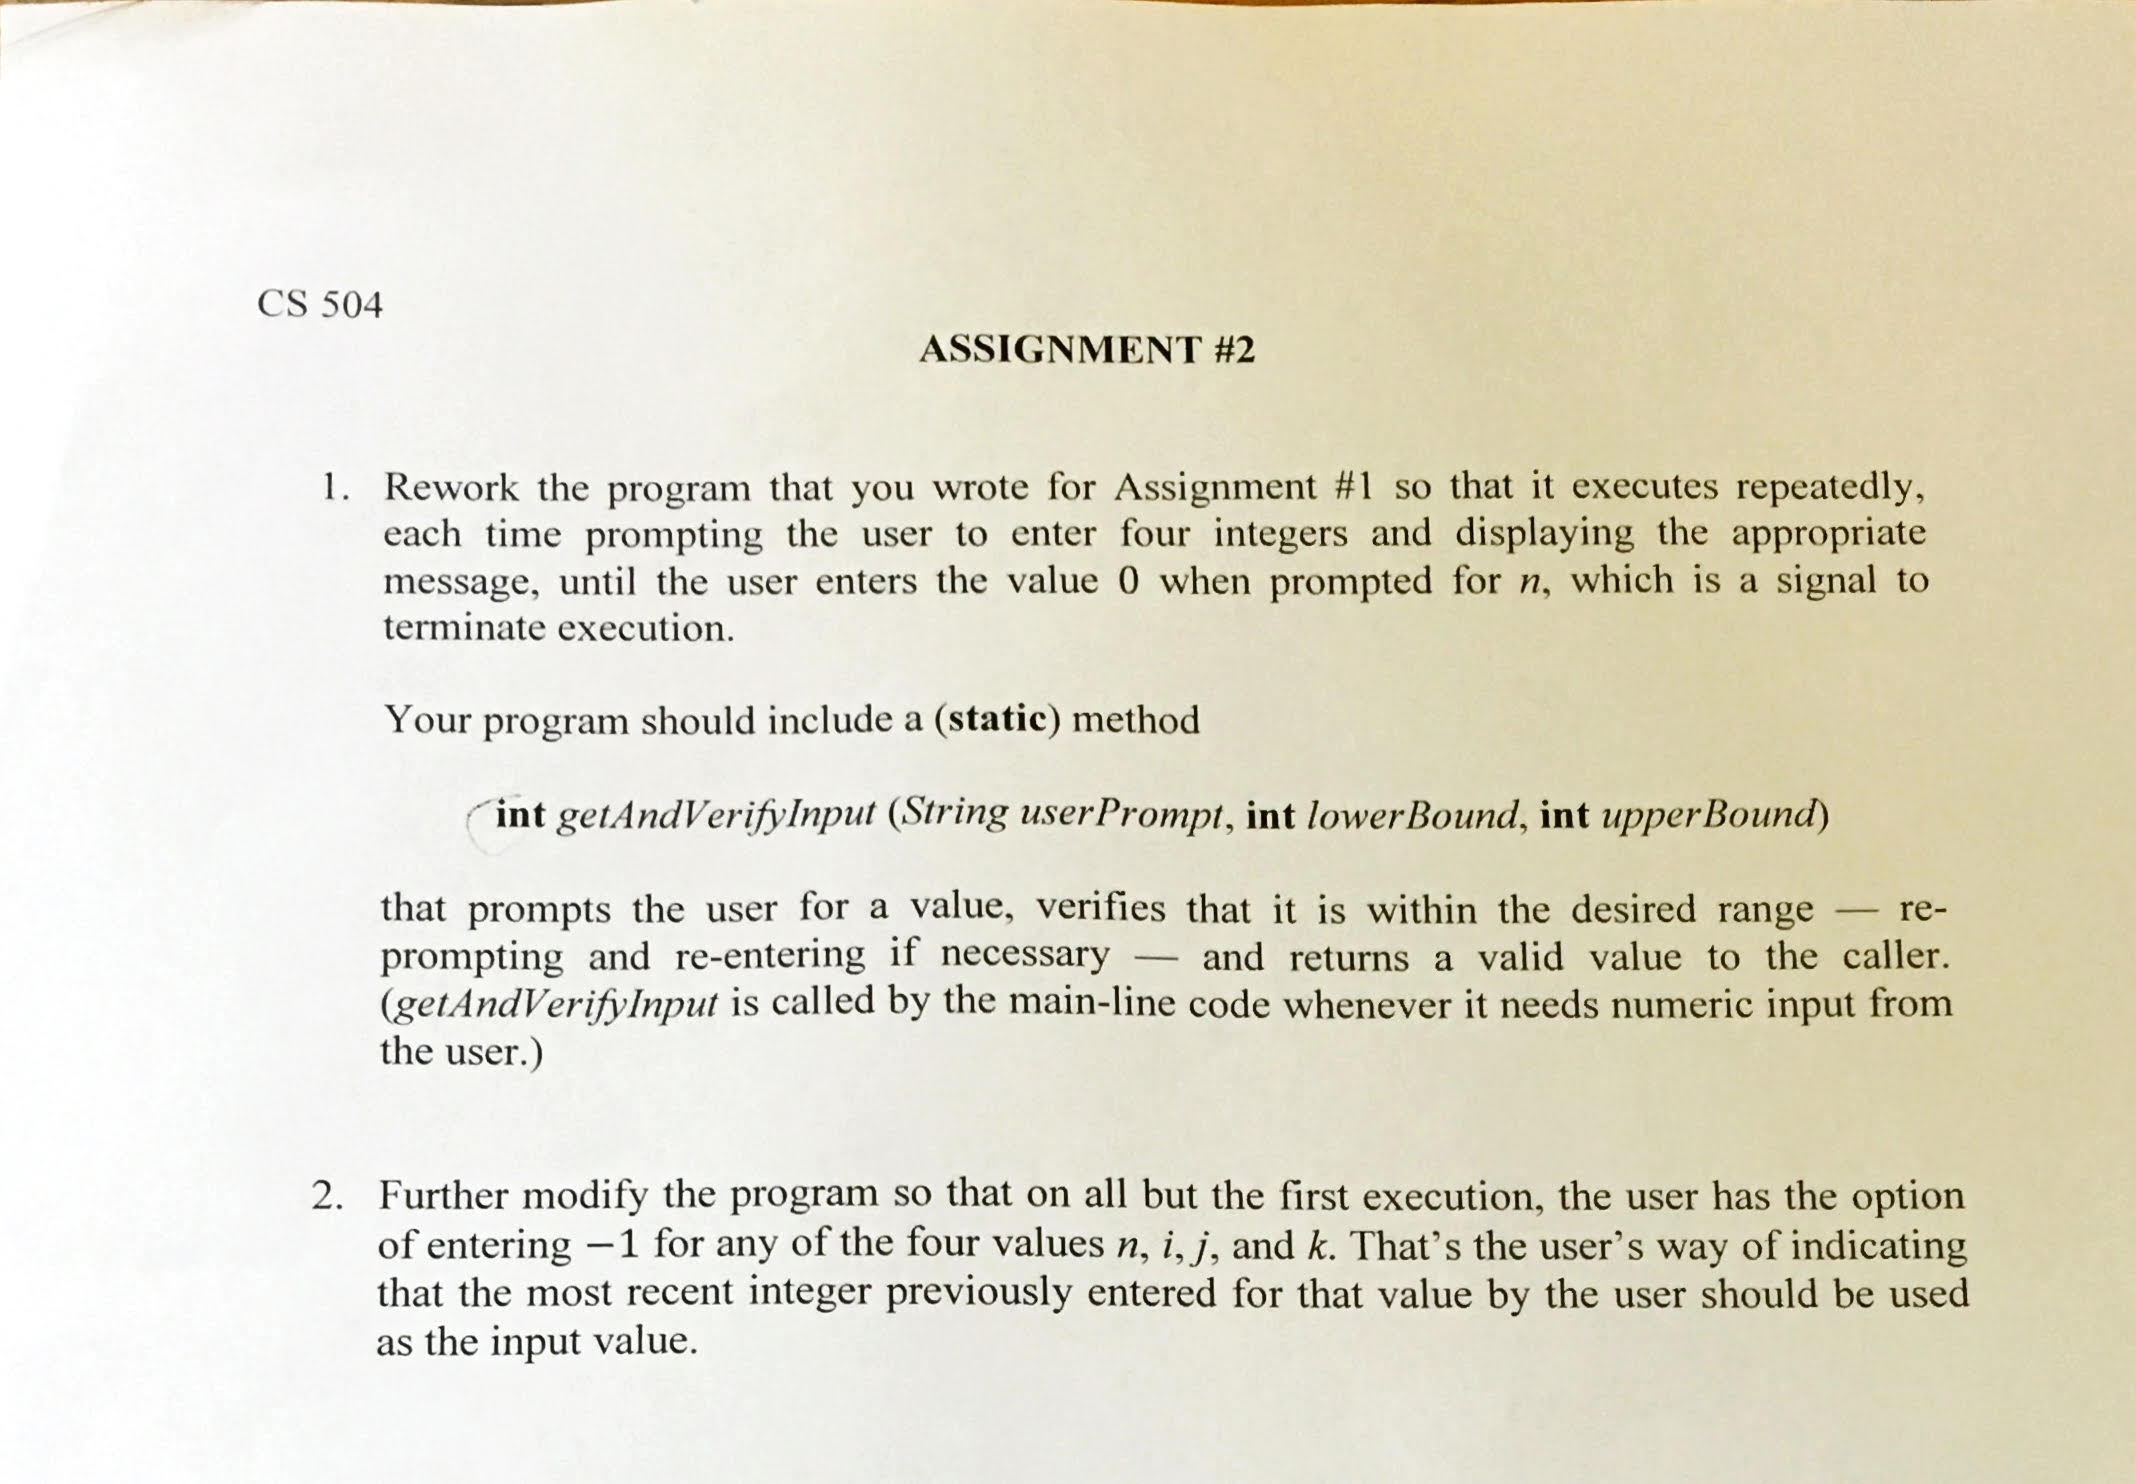 CS 504
ASSIGNMENT #2
1. Rework the program that you wrote for Assignment #1 so that it executes repeatedly,
each time prompting the user to enter four integers and displaying the appropriate
message, until the user enters the value 0 when prompted for n, which is a signal to
terminate execution.
Your program should include a (static) method
int getAndVerifyInput (String userPrompt, int lowerBound, int upperBound)
that prompts the user for a value, verifies that it is within the desired range — re-
prompting and re-entering if necessary — and returns a valid value to the caller.
(getAndVerifyInput is called by the main-line code whenever it needs numeric input from
the user.)
2. Further modify the program so that on all but the first execution, the user has the option
of entering −1 for any of the four values n, i, j, and k. That's the user's way of indicating
that the most recent integer previously entered for that value by the user should be used
as the input value.